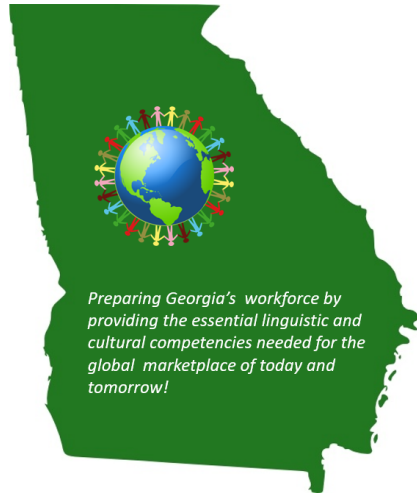 Preparing Georgia's workforce by
providing the essential linguistic and
cultural competencies needed for the
global marketplace of today and
tomorrow!